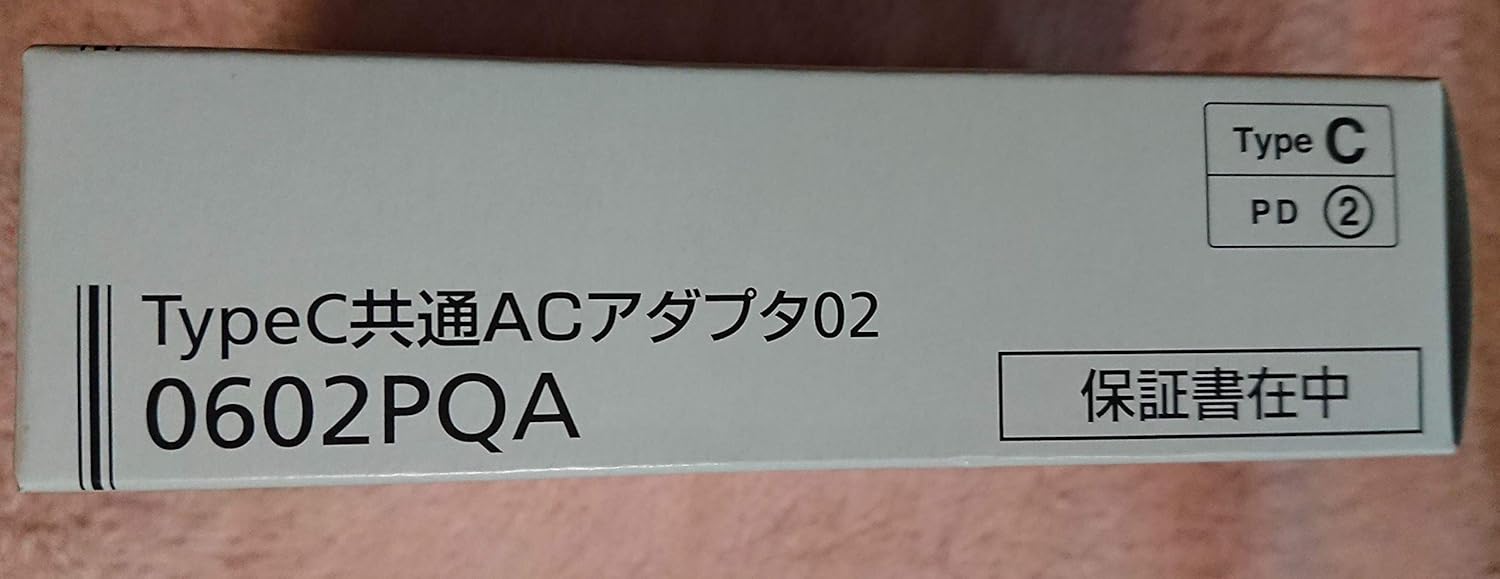 Type C
PD ②
TypeC共通ACアダプタ02
0602PQA
保証書在中